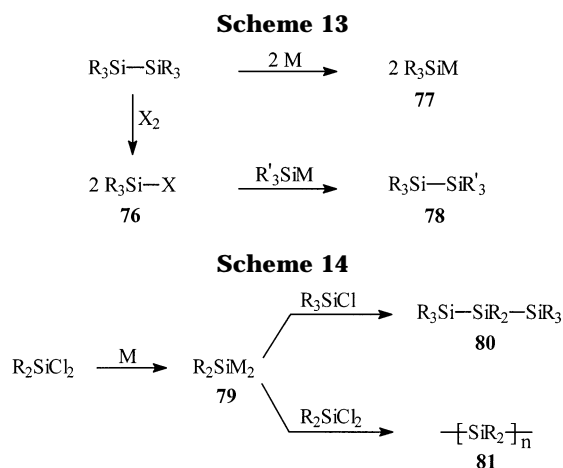 Scheme 13
R₃Si—SiR₃ 2 M 2 R₃SiM
77
X₂
2 R₃Si—X R'₃SiM R₃Si—SiR'₃
76 78
Scheme 14
R₃SiCl
R₃Si—SiR₂—SiR₃
80
R₂SiCl₂ M R₂SiM₂
79
R₂SiCl₂
—[SiR₂]—n
81